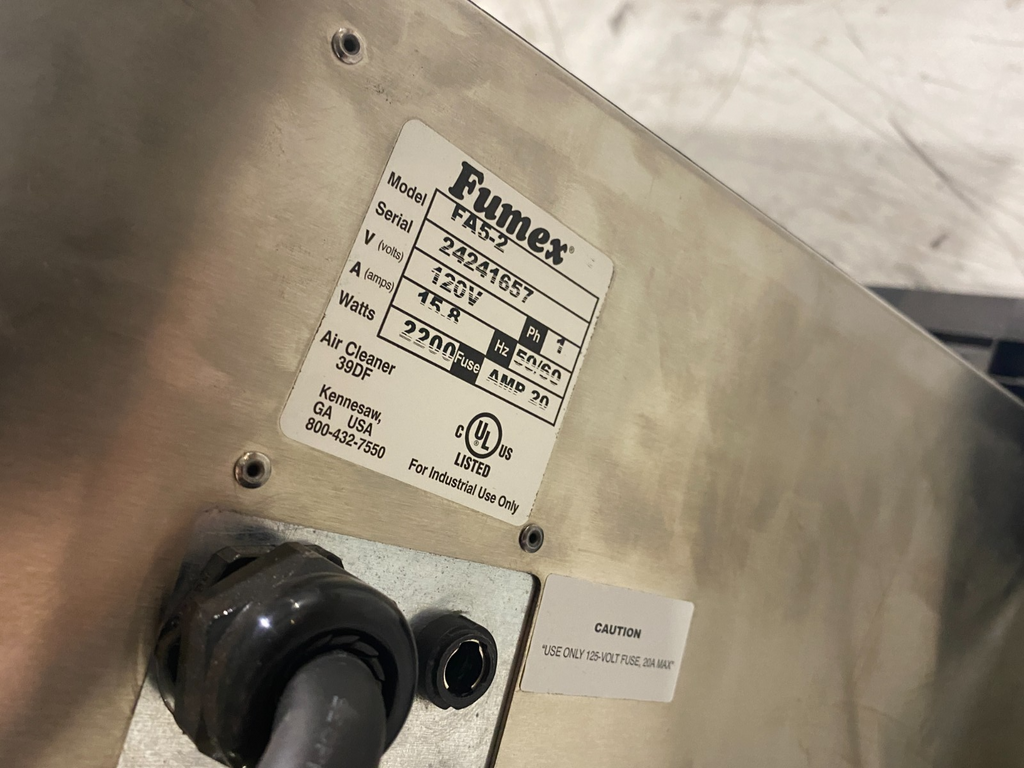 Fumex®
Model FA5-2
Serial 24241657
V (volts) 120V Ph 1
A (amps) 15.8 Hz 50/60
Watts 2200 Fuse AMP 20
Air Cleaner
39DF
Kennesaw,
GA USA
800-432-7550
C UL ® US
LISTED
For Industrial Use Only
CAUTION
"USE ONLY 125-VOLT FUSE, 20A MAX"